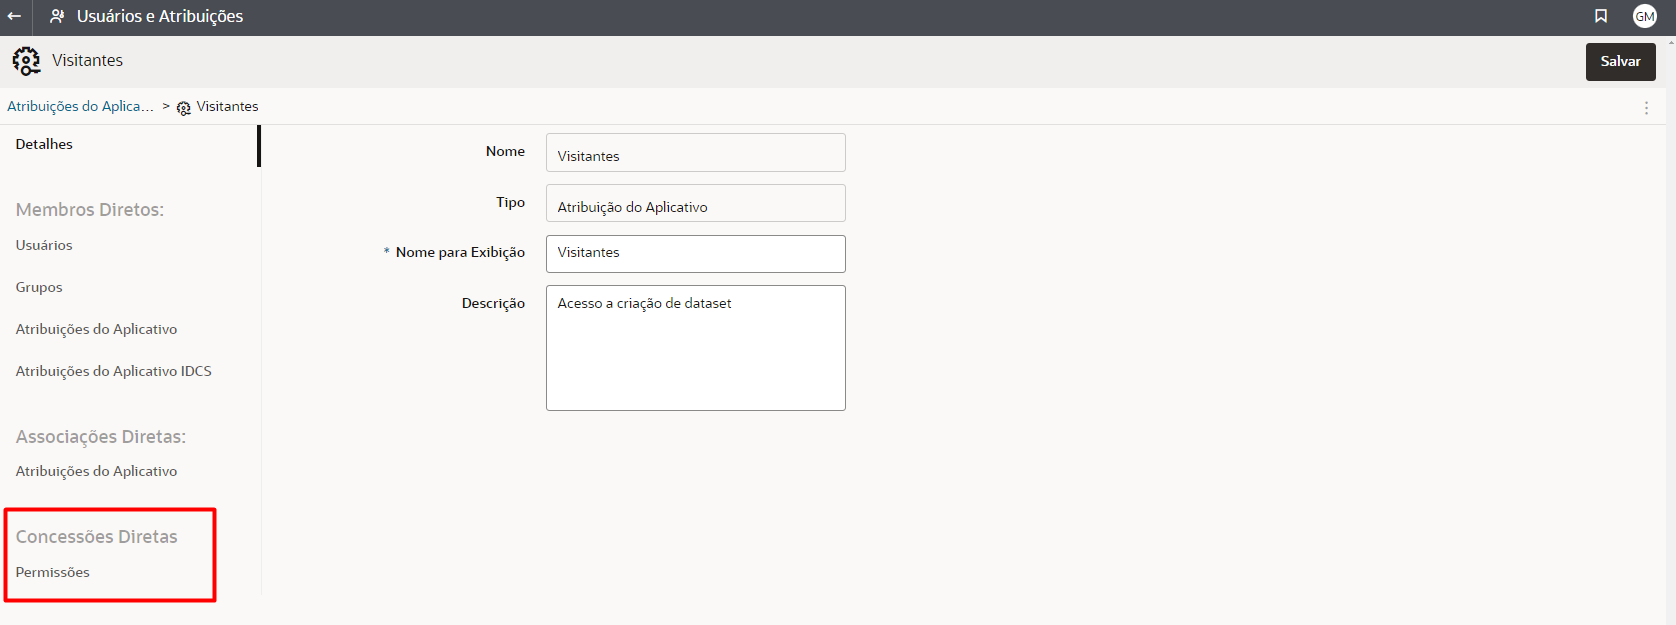 Usuários e Atribuições
GM
Visitantes
Salvar
Atribuições do Aplica... > Visitantes
Detalhes
Membros Diretos:
Usuários
Grupos
Atribuições do Aplicativo
Atribuições do Aplicativo IDCS
Associações Diretas:
Atribuições do Aplicativo
Concessões Diretas
Permissões
Nome
Visitantes
Tipo
Atribuição do Aplicativo
* Nome para Exibição
Visitantes
Descrição
Acesso a criação de dataset